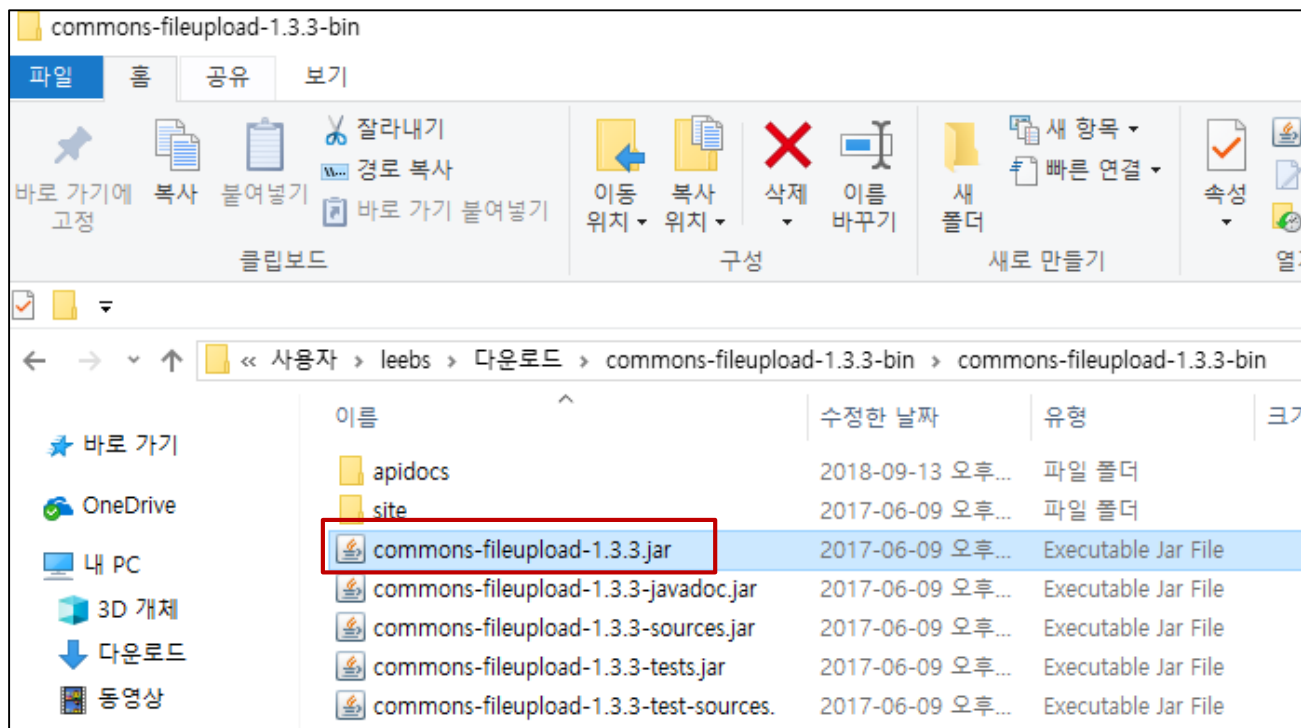 commons-fileupload-1.3.3-bin
파일 홈 공유 보기
바로 가기에 고정
복사
붙여넣기
잘라내기
경로 복사
바로 가기 붙여넣기
이동 위치
복사 위치
삭제
이름 바꾸기
새 폴더
새 항목
빠른 연결
속성
클립보드 구성 새로 만들기
« 사용자 > leebs > 다운로드 > commons-fileupload-1.3.3-bin > commons-fileupload-1.3.3-bin
이름 수정한 날짜 유형
바로 가기
OneDrive
내 PC
3D 개체
다운로드
동영상
apidocs 2018-09-13 오후... 파일 폴더
site 2017-06-09 오후... 파일 폴더
commons-fileupload-1.3.3.jar 2017-06-09 오후... Executable Jar File
commons-fileupload-1.3.3-javadoc.jar 2017-06-09 오후... Executable Jar File
commons-fileupload-1.3.3-sources.jar 2017-06-09 오후... Executable Jar File
commons-fileupload-1.3.3-tests.jar 2017-06-09 오후... Executable Jar File
commons-fileupload-1.3.3-test-sources. 2017-06-09 오후... Executable Jar File